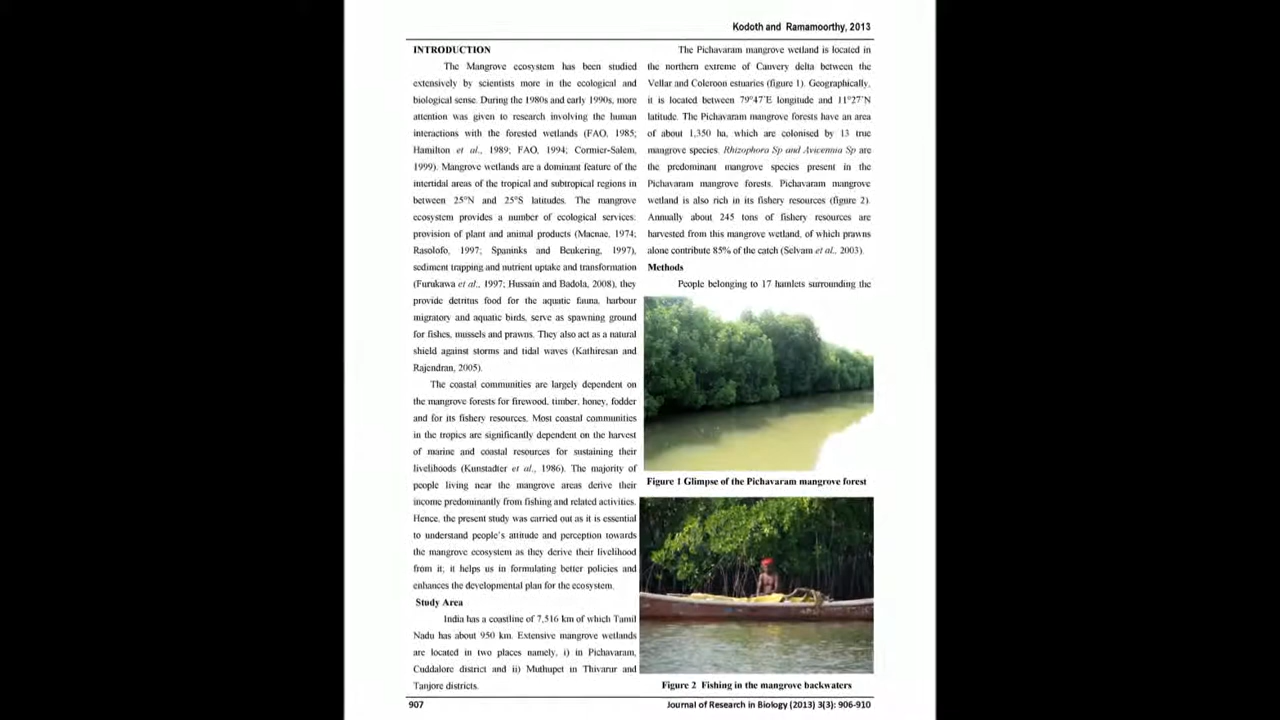 Kodoth and Ramamoorthy, 2013
INTRODUCTION
The Mangrove ecosystem has been studied
extensively by scientists more in the ecological and
biological sense. During the 1980s and early 1990s, more
attention was given to research involving the human
interactions with the forested wetlands (FAO, 1985;
Hamilton et al., 1989; FAO, 1994; Cormier-Salem,
1999). Mangrove wetlands are a dominant feature of the
intertidal areas of the tropical and subtropical regions in
between 25°N and 25°S latitudes. The mangrove
ecosystem provides a number of ecological services:
provision of plant and animal products (Macnae, 1974;
Rasolofo, 1997; Spaninks and Beukering, 1997),
sediment trapping and nutrient uptake and transformation
(Furukawa et al., 1997; Hussain and Badola, 2008), they
provide detritus food for the aquatic fauna, harbour
migratory and aquatic birds, serve as spawning ground
for fishes, mussels and prawns. They also act as a natural
shield against storms and tidal waves (Kathiresan and
Rajendran, 2005).
The coastal communities are largely dependent on
the mangrove forests for firewood, timber, honey, fodder
and for its fishery resources. Most coastal communities
in the tropics are significantly dependent on the harvest
of marine and coastal resources for sustaining their
livelihoods (Kunstadter et al., 1986). The majority of
people living near the mangrove areas derive their
income predominantly from fishing and related activities.
Hence, the present study was carried out as it is essential
to understand people's attitude and perception towards
the mangrove ecosystem as they derive their livelihood
from it; it helps us in formulating better policies and
enhances the developmental plan for the ecosystem.
Study Area
India has a coastline of 7,516 km of which Tamil
Nadu has about 950 km. Extensive mangrove wetlands
are located in two places namely, i) in Pichavaram,
Cuddalore district and ii) Muthupet in Thivarur and
Tanjore districts.
The Pichavaram mangrove wetland is located in
the northern extreme of Cauvery delta between the
Vellar and Coleroon estuaries (figure 1). Geographically,
it is located between 79°47'E longitude and 11°27'N
latitude. The Pichavaram mangrove forests have an area
of about 1,350 ha, which are colonised by 13 true
mangrove species. Rhizophora Sp and Avicennia Sp are
the predominant mangrove species present in the
Pichavaram mangrove forests. Pichavaram mangrove
wetland is also rich in its fishery resources (figure 2).
Annually about 245 tons of fishery resources are
harvested from this mangrove wetland, of which prawns
alone contribute 85% of the catch (Selvam et al., 2003).
Methods
People belonging to 17 hamlets surrounding the
Figure 1 Glimpse of the Pichavaram mangrove forest
Figure 2 Fishing in the mangrove backwaters
907
Journal of Research in Biology (2013) 3(3): 906-910